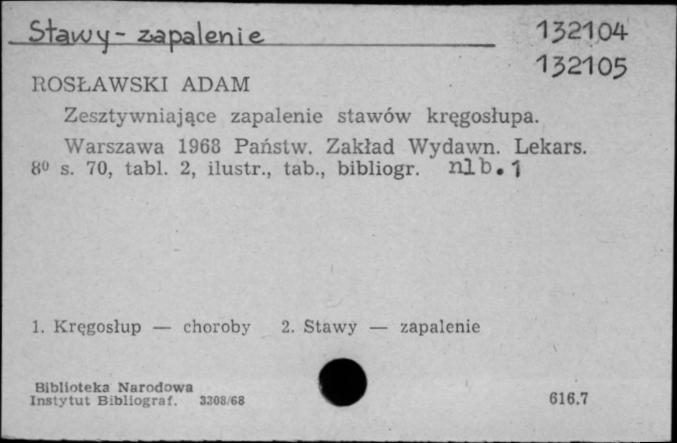 Stawy - zapalenie 132104
132105
ROSŁAWSKI ADAM
Zesztywniające zapalenie stawów kręgosłupa.
Warszawa 1968 Państw. Zakład Wydawn. Lekars.
8⁰ s. 70, tabl. 2, ilustr., tab., bibliogr. nlb. 1
1. Kręgosłup — choroby 2. Stawy — zapalenie
Biblioteka Narodowa
Instytut Bibliograf. 3308/68 616.7